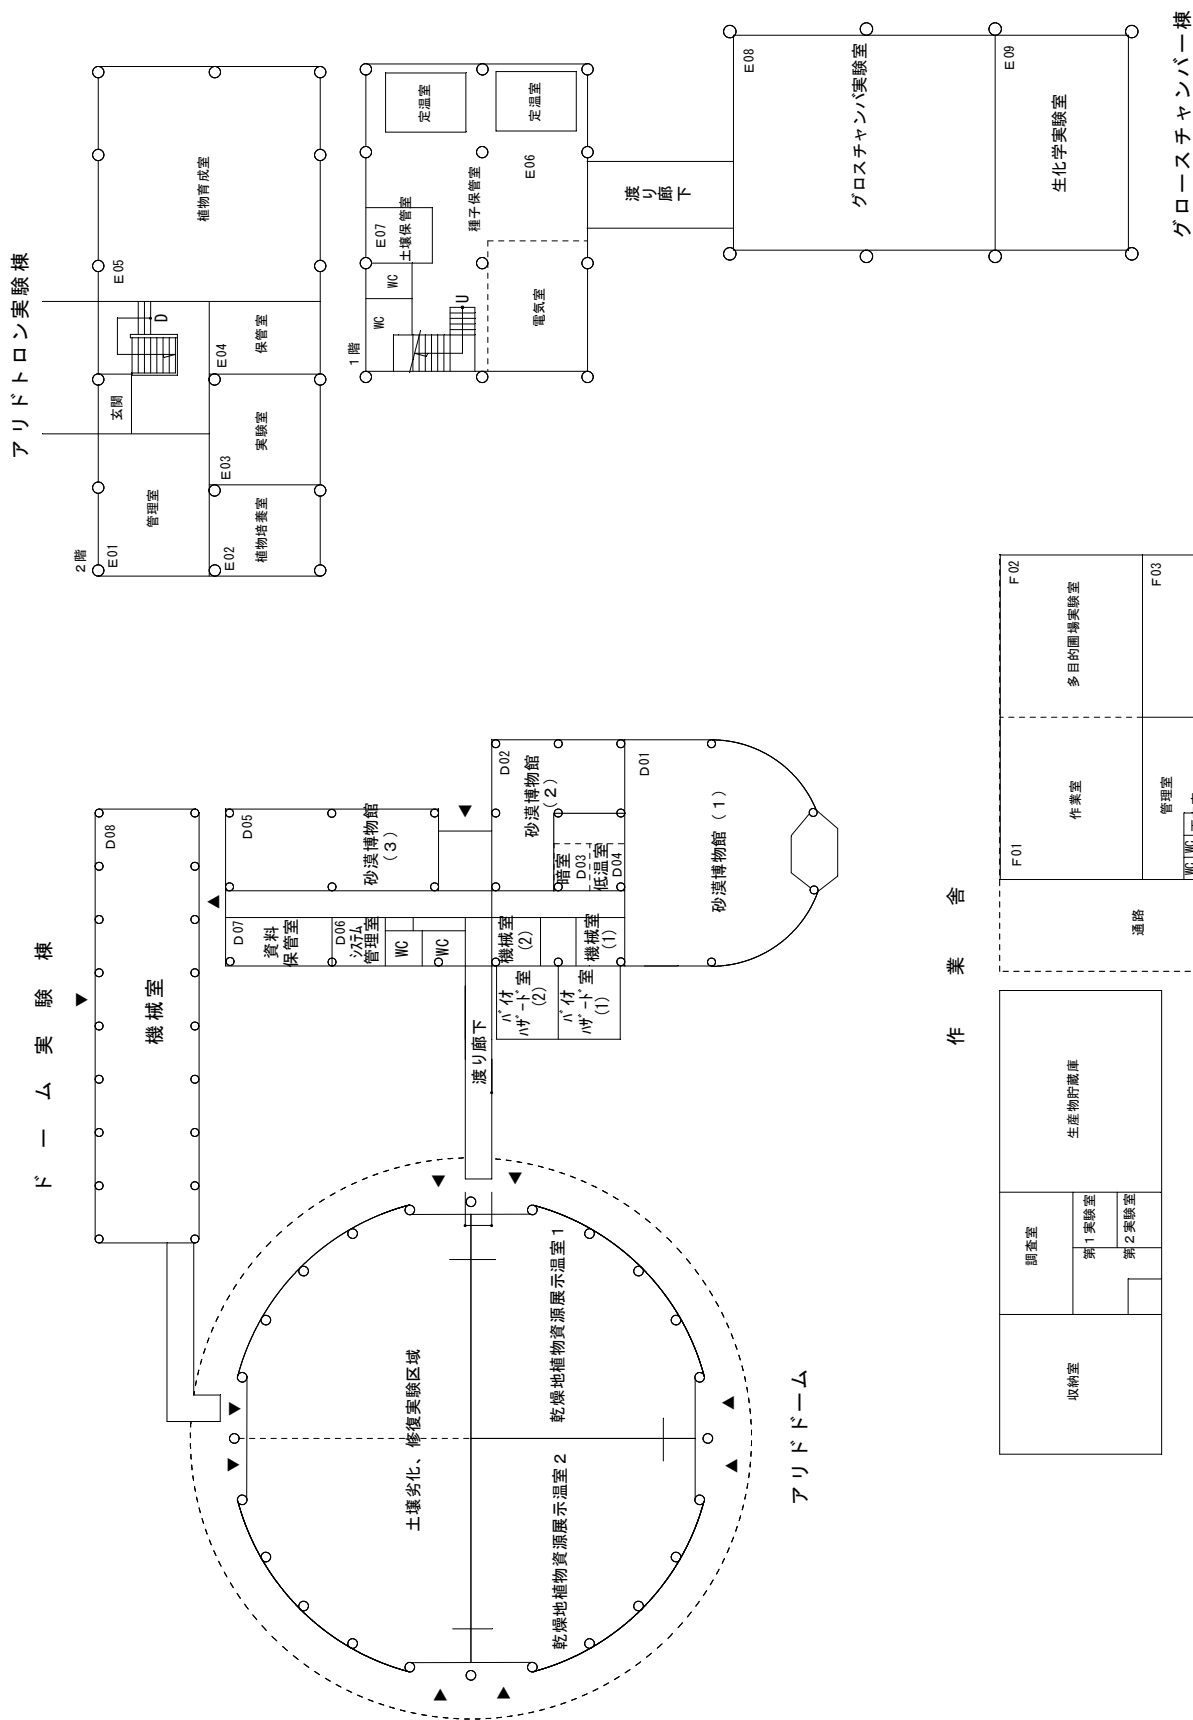 アリドトロン実験棟
2階
E01
管理室
E02
植物培養室
E03
実験室
E04
保管室
玄関
D
E05
植物育成室
1階
WC
WC
U
E07
土壌保管室
種子保管室
E06
電気室
定温室
定温室
渡り廊下
グロースチャンバー棟
E08
グロスチャンバ実験室
E09
生化学実験室
ドーム実験棟
D08
機械室
D07
資料
保管室
D06
システム
管理室
WC
WC
D05
砂漠博物館
(3)
D02
砂漠博物館
(2)
暗室
D03
低温室
D04
機械室
(2)
機械室
(1)
バイオ
ハザード室
(2)
バイオ
ハザード室
(1)
D01
砂漠博物館(1)
渡り廊下
アリドドーム
土壌劣化、修復実験区域
乾燥地植物資源展示温室1
乾燥地植物資源展示温室2
作業舎
F01
作業室
F02
多目的圃場実験室
F03
管理室
WC
WC
通路
生産物貯蔵庫
調査室
第1実験室
第2実験室
収納室